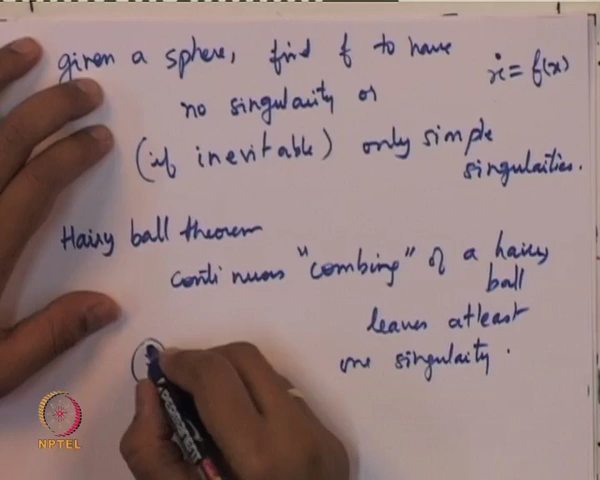 given a sphere, find f to have
ẋ = f(x)
no singularity or
(if inevitable) only simple
singularities.
Hairy ball theorem
continuous "combing" of a hairy
ball
leaves atleast
one singularity.
NPTEL